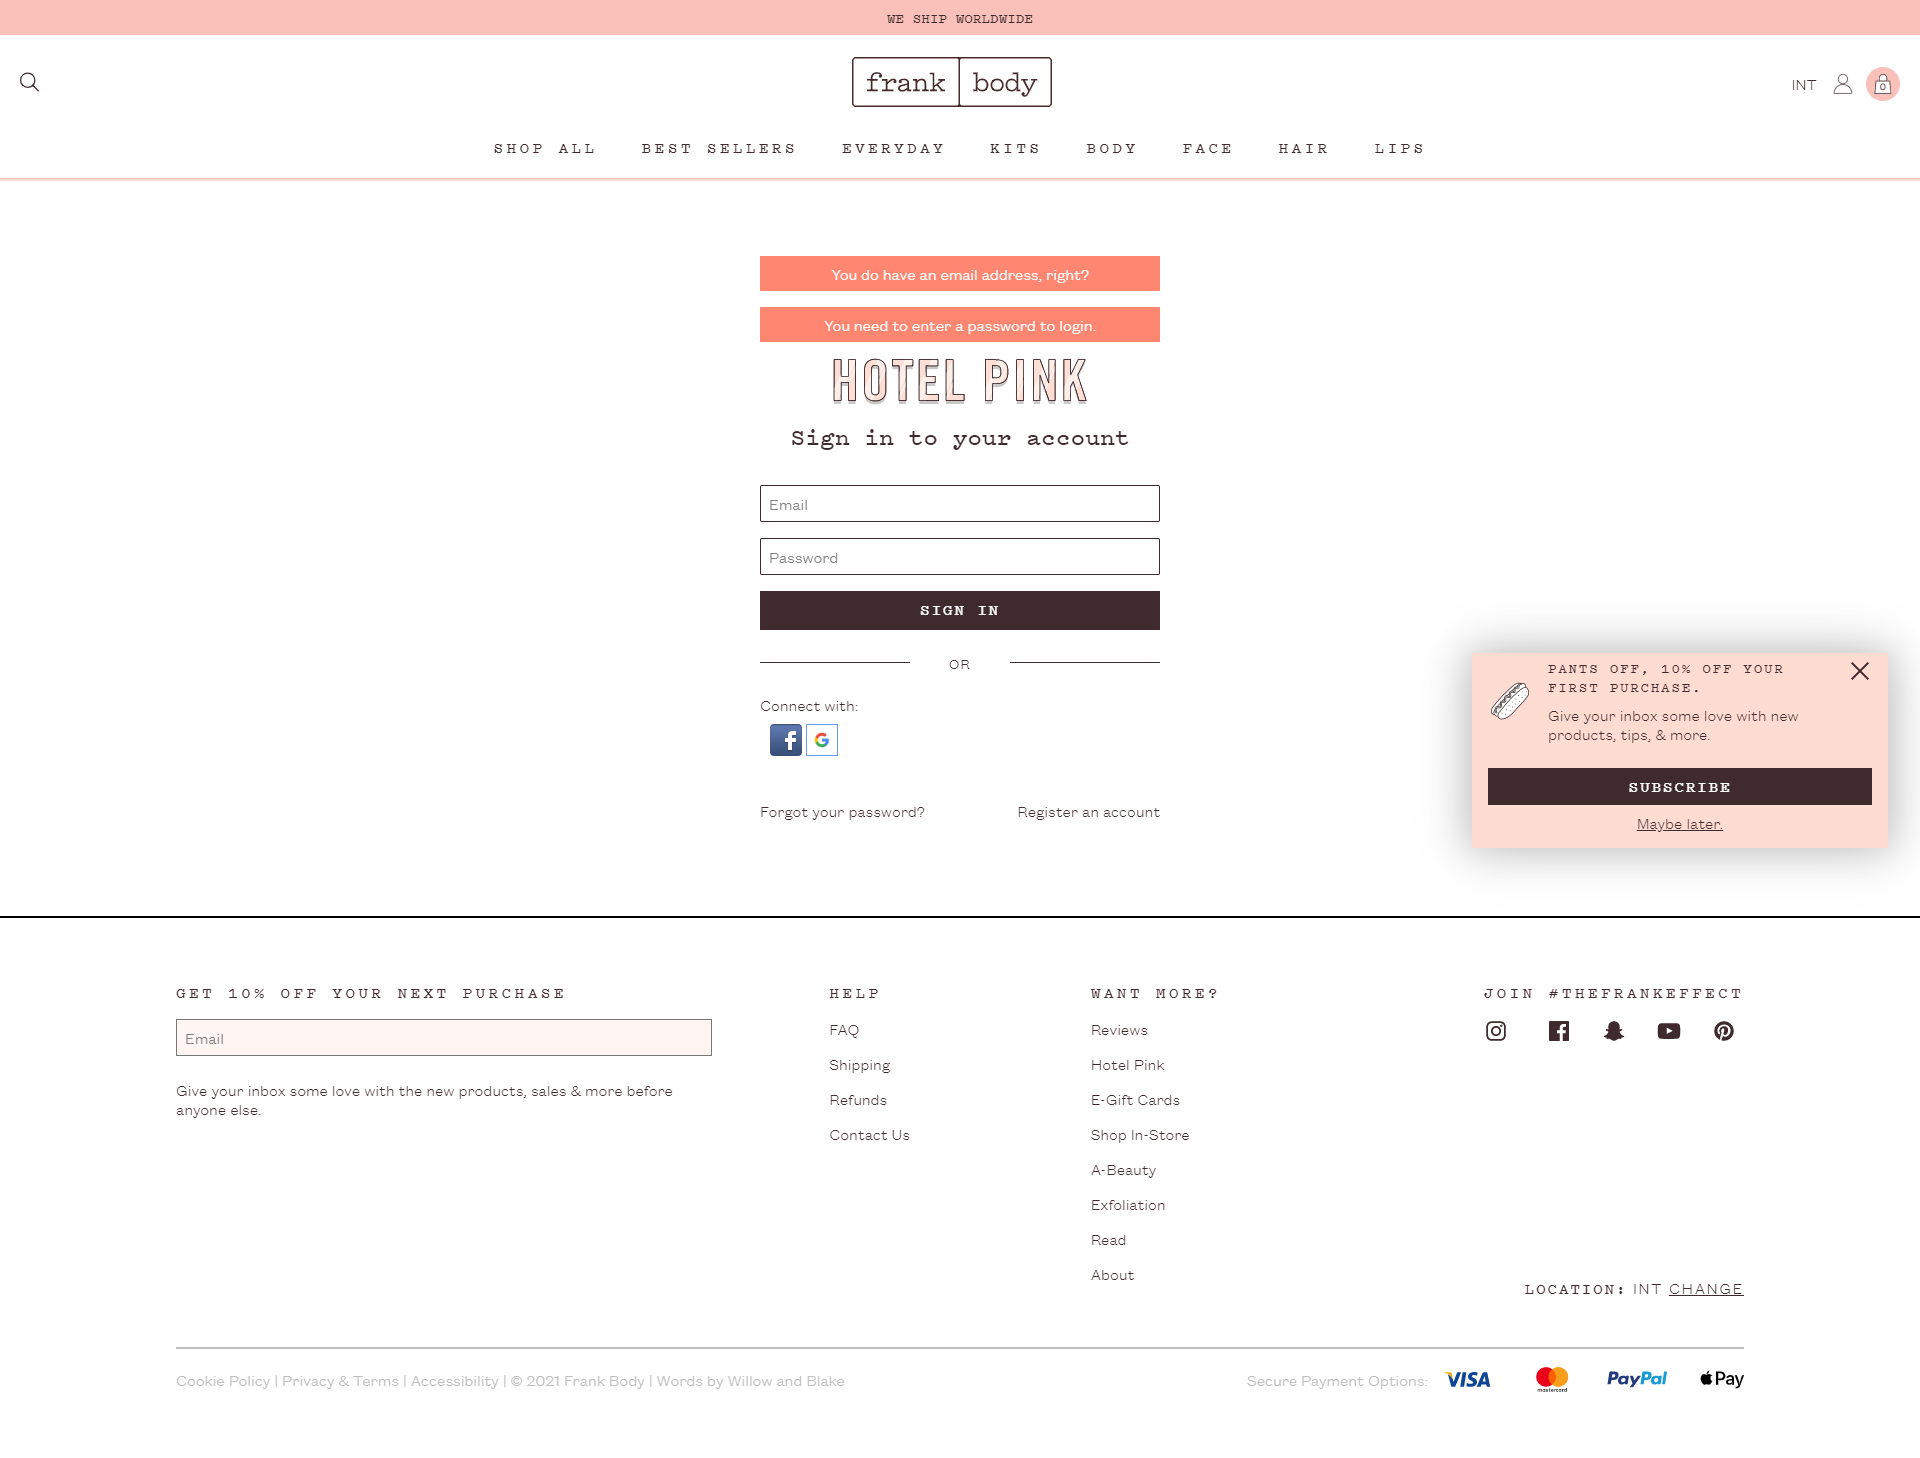 WE SHIP WORLDWIDE
frank body
INT
0
SHOP ALL BEST SELLERS EVERYDAY KITS BODY FACE HAIR LIPS
You do have an email address, right?
You need to enter a password to login.
HOTEL PINK
Sign in to your account
Email
Password
SIGN IN
OR
Connect with:
Forgot your password? Register an account
PANTS OFF, 10% OFF YOUR
FIRST PURCHASE.
Give your inbox some love with new
products, tips, & more.
SUBSCRIBE
Maybe later.
GET 10% OFF YOUR NEXT PURCHASE
Email
Give your inbox some love with the new products, sales & more before
anyone else.
HELP
FAQ
Shipping
Refunds
Contact Us
WANT MORE?
Reviews
Hotel Pink
E-Gift Cards
Shop In-Store
A-Beauty
Exfoliation
Read
About
JOIN #THEFRANKEFFECT
LOCATION: INT CHANGE
Cookie Policy | Privacy & Terms | Accessibility | © 2021 Frank Body | Words by Willow and Blake
Secure Payment Options: VISA mastercard PayPal Pay